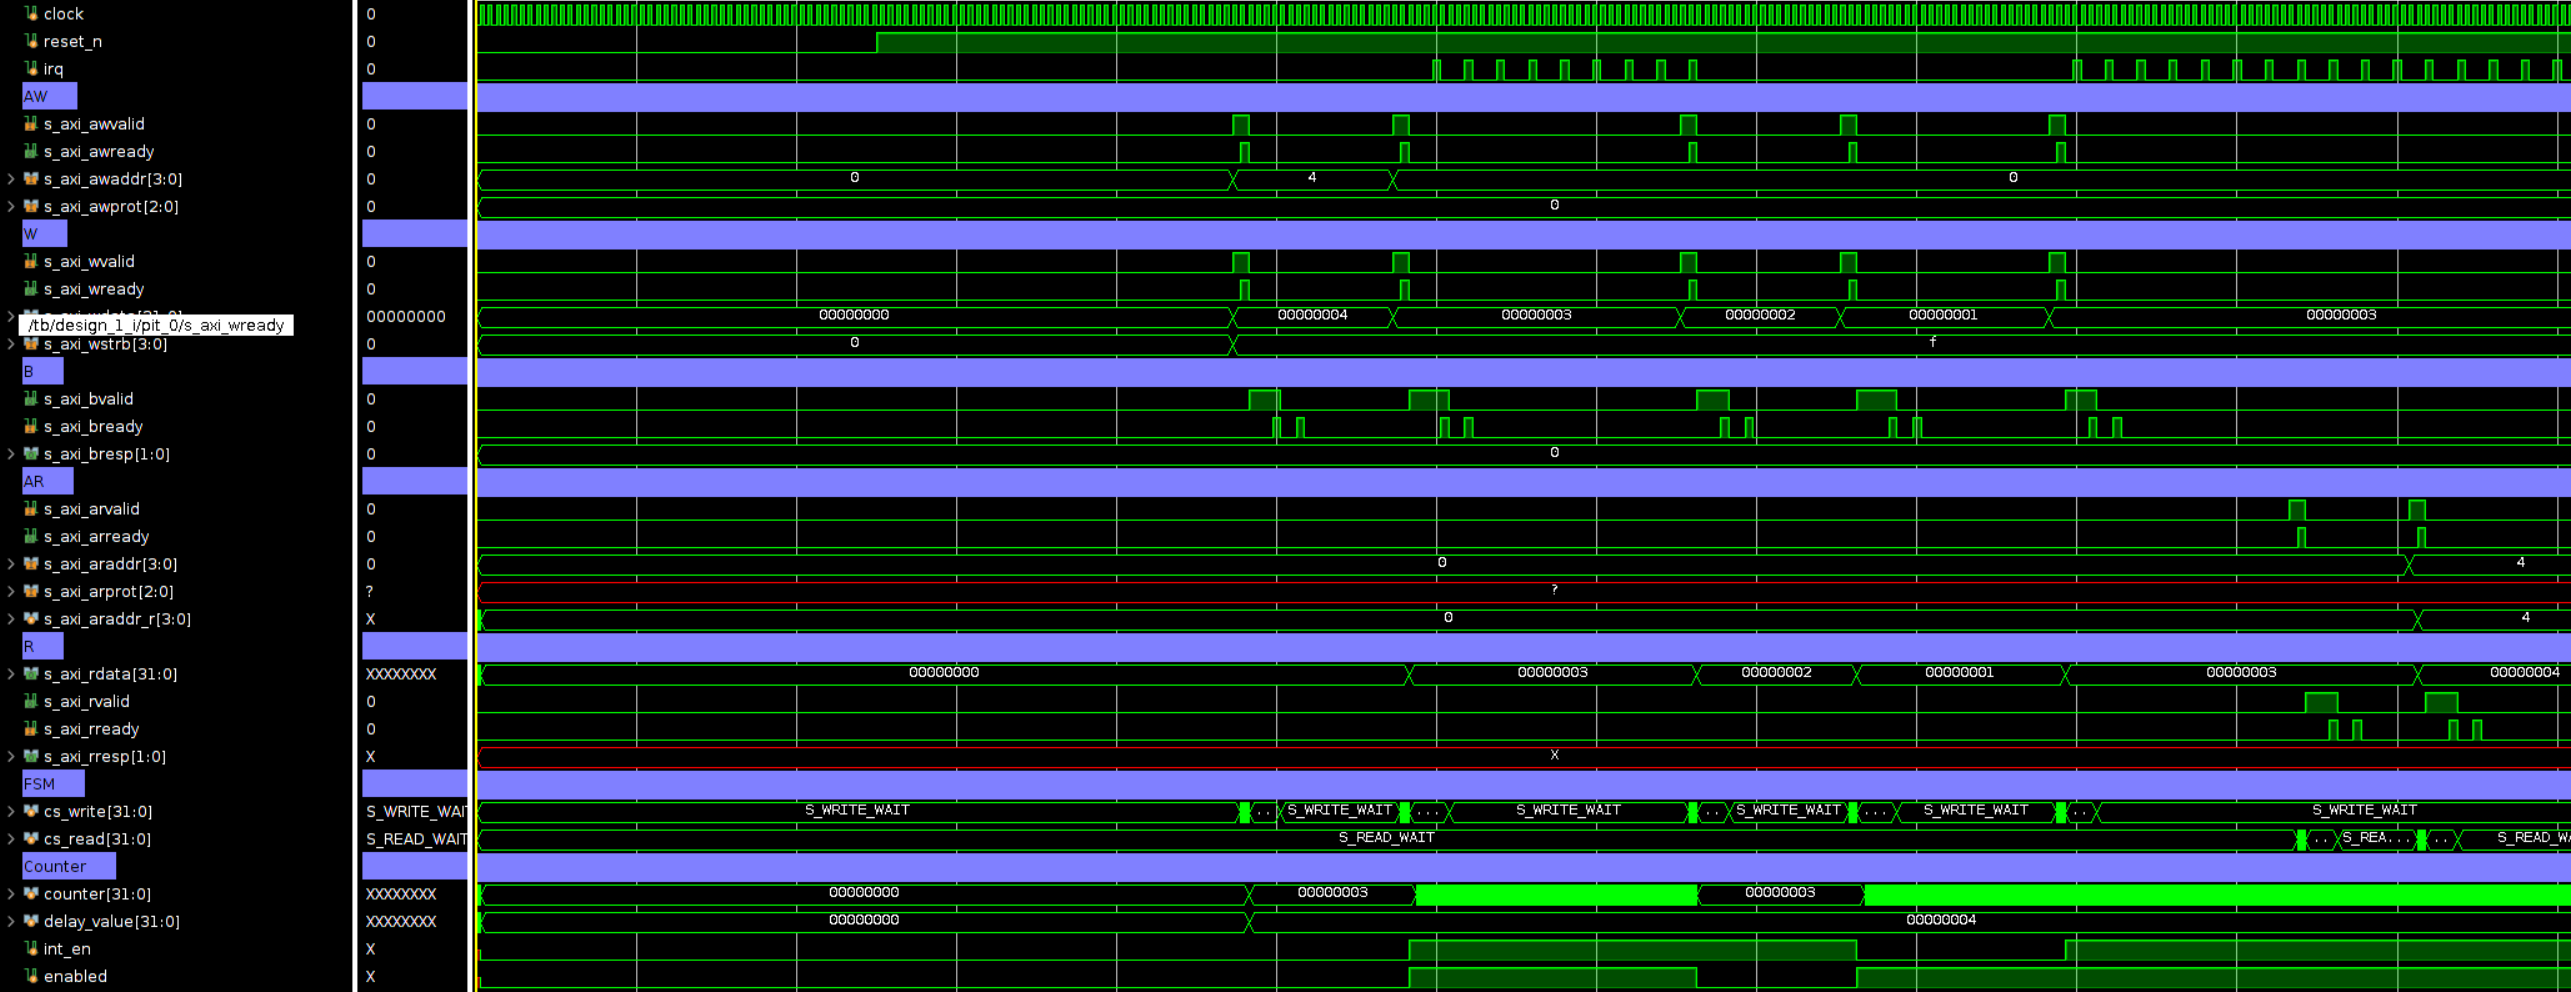 clock 0
reset_n 0
irq 0
AW
s_axi_awvalid 0
s_axi_awready 0
s_axi_awaddr[3:0] 0 0 4 0
s_axi_awprot[2:0] 0 0
W
s_axi_wvalid 0
s_axi_wready 0
00000000 00000000 00000004 00000003 00000002 00000001 00000003
/tb/design_1_i/pit_0/s_axi_wready
s_axi_wstrb[3:0] 0 0 f
B
s_axi_bvalid 0
s_axi_bready 0
s_axi_bresp[1:0] 0 0
AR
s_axi_arvalid 0
s_axi_arready 0
s_axi_araddr[3:0] 0 0 4
s_axi_arprot[2:0] ? ?
s_axi_araddr_r[3:0] X 0 4
R
s_axi_rdata[31:0] XXXXXXXX 00000000 00000003 00000002 00000001 00000003 00000004
s_axi_rvalid 0
s_axi_rready 0
s_axi_rresp[1:0] X X
FSM
cs_write[31:0] S_WRITE_WAI S_WRITE_WAIT .. S_WRITE_WAIT ... S_WRITE_WAIT .. S_WRITE_WAIT ... S_WRITE_WAIT .. S_WRITE_WAIT
cs_read[31:0] S_READ_WAIT S_READ_WAIT .. S_REA... .. S_READ_WA
Counter
counter[31:0] XXXXXXXX 00000000 00000003 00000003
delay_value[31:0] XXXXXXXX 00000000 00000004
int_en X
enabled X